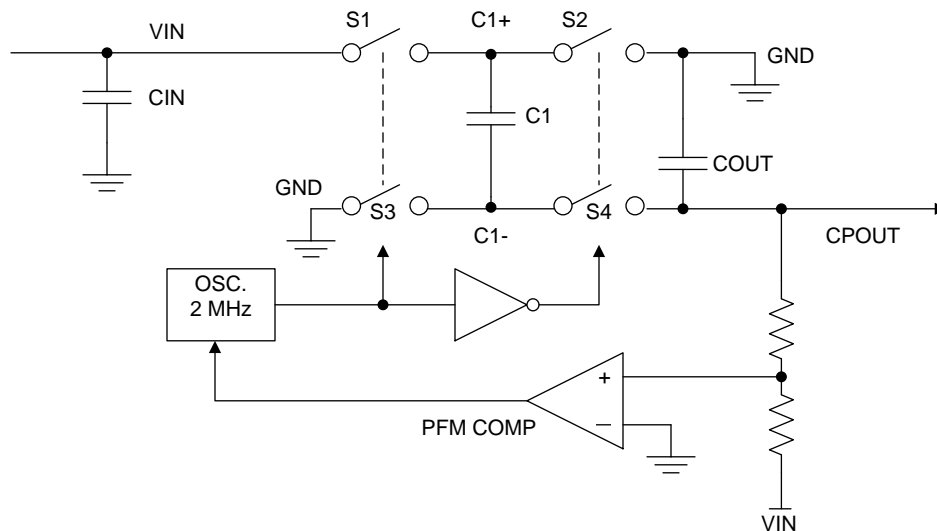 VIN
S1
C1+
S2
GND
CIN
C1
COUT
GND
S3
C1-
S4
CPOUT
OSC.
2 MHz
+
–
PFM COMP
VIN